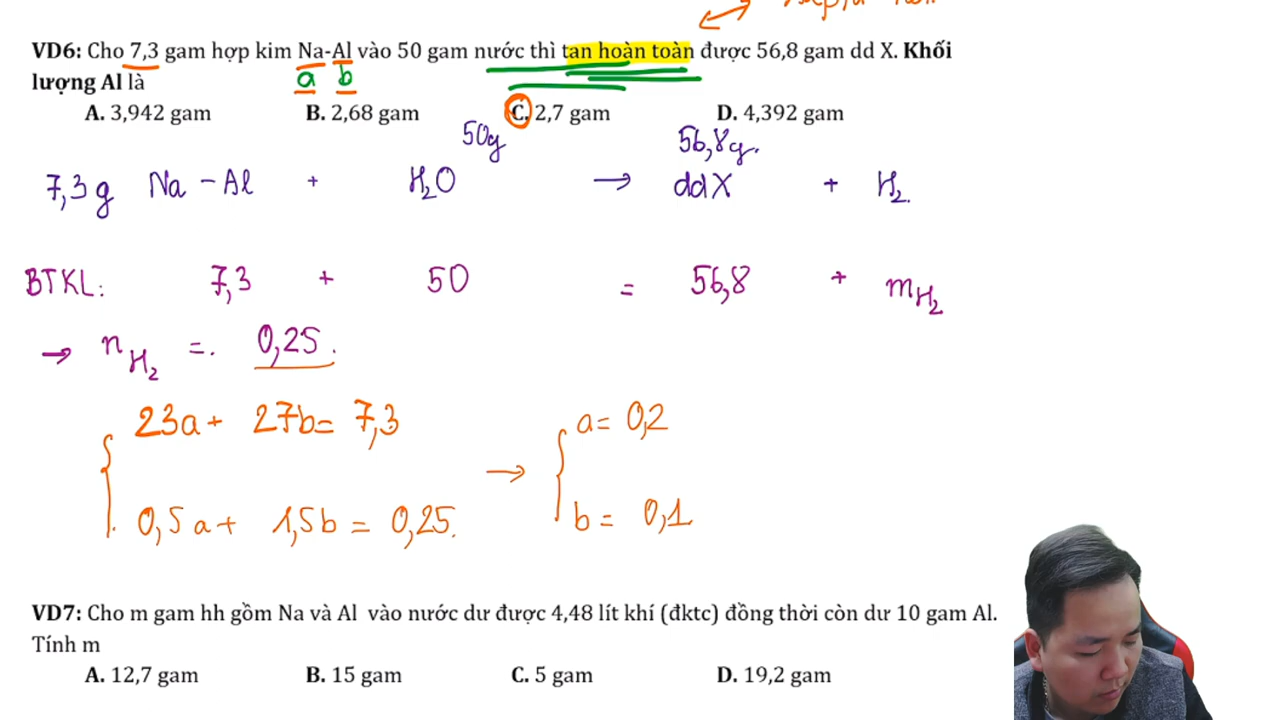 VD6: Cho 7,3 gam hợp kim Na-Al vào 50 gam nước thì tan hoàn toàn được 56,8 gam dd X. Khối
lượng Al là
a b
A. 3,942 gam B. 2,68 gam C. 2,7 gam D. 4,392 gam
50g 56,8g.
7,3g Na - Al + H₂O → ddX + H₂.
BTKL: 7,3 + 50 = 56,8 + mH₂
→ nH₂ = 0,25.
23a + 27b = 7,3 → a = 0,2
0,5a + 1,5b = 0,25. b = 0,1
VD7: Cho m gam hh gồm Na và Al vào nước dư được 4,48 lít khí (đktc) đồng thời còn dư 10 gam Al.
Tính m
A. 12,7 gam B. 15 gam C. 5 gam D. 19,2 gam